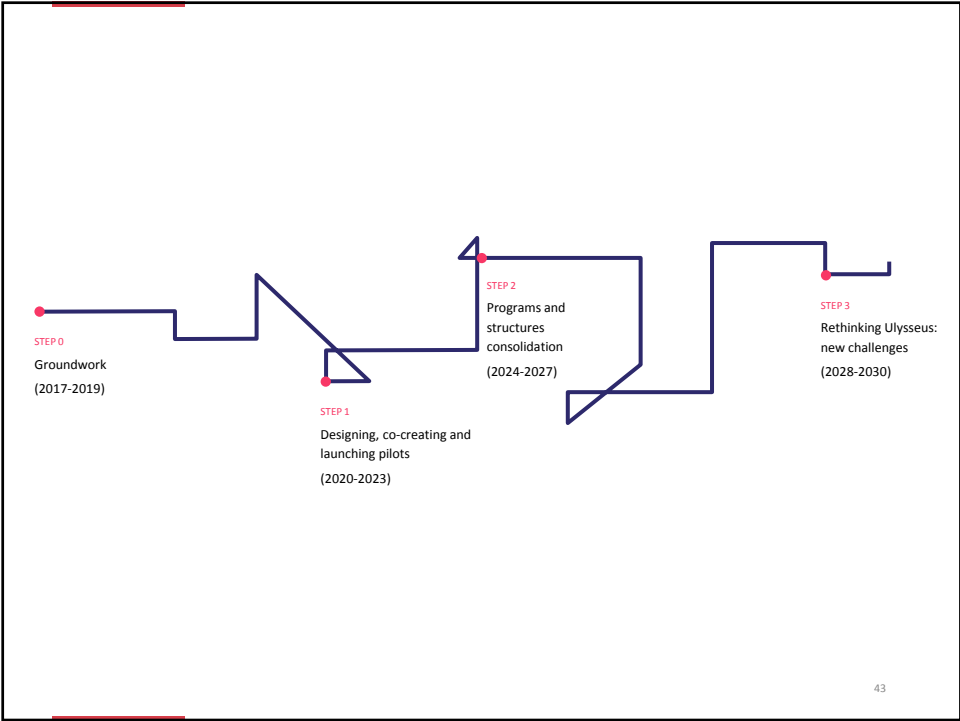 STEP 0
Groundwork
(2017-2019)
STEP 1
Designing, co-creating and
launching pilots
(2020-2023)
STEP 2
Programs and
structures
consolidation
(2024-2027)
STEP 3
Rethinking Ulysseus:
new challenges
(2028-2030)
43